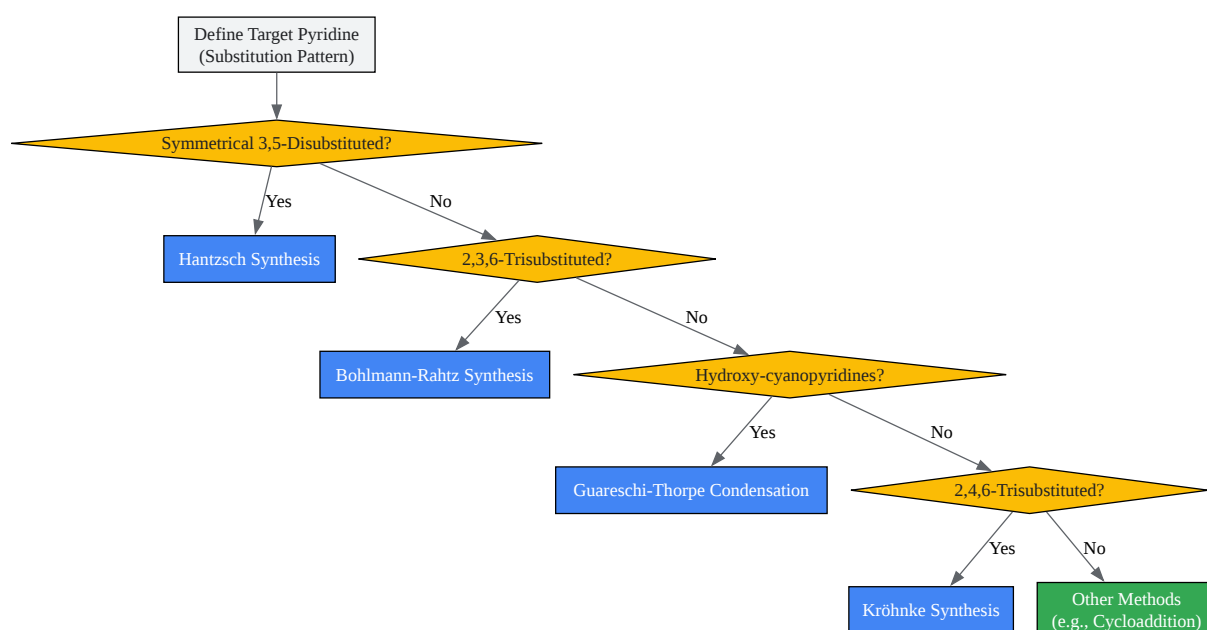 Define Target Pyridine
(Substitution Pattern)
Symmetrical 3,5-Disubstituted?
Yes
No
Hantzsch Synthesis
2,3,6-Trisubstituted?
Yes
No
Bohlmann-Rahtz Synthesis
Hydroxy-cyanopyridines?
Yes
No
Guareschi-Thorpe Condensation
2,4,6-Trisubstituted?
Yes
No
Kröhnke Synthesis
Other Methods
(e.g., Cycloaddition)